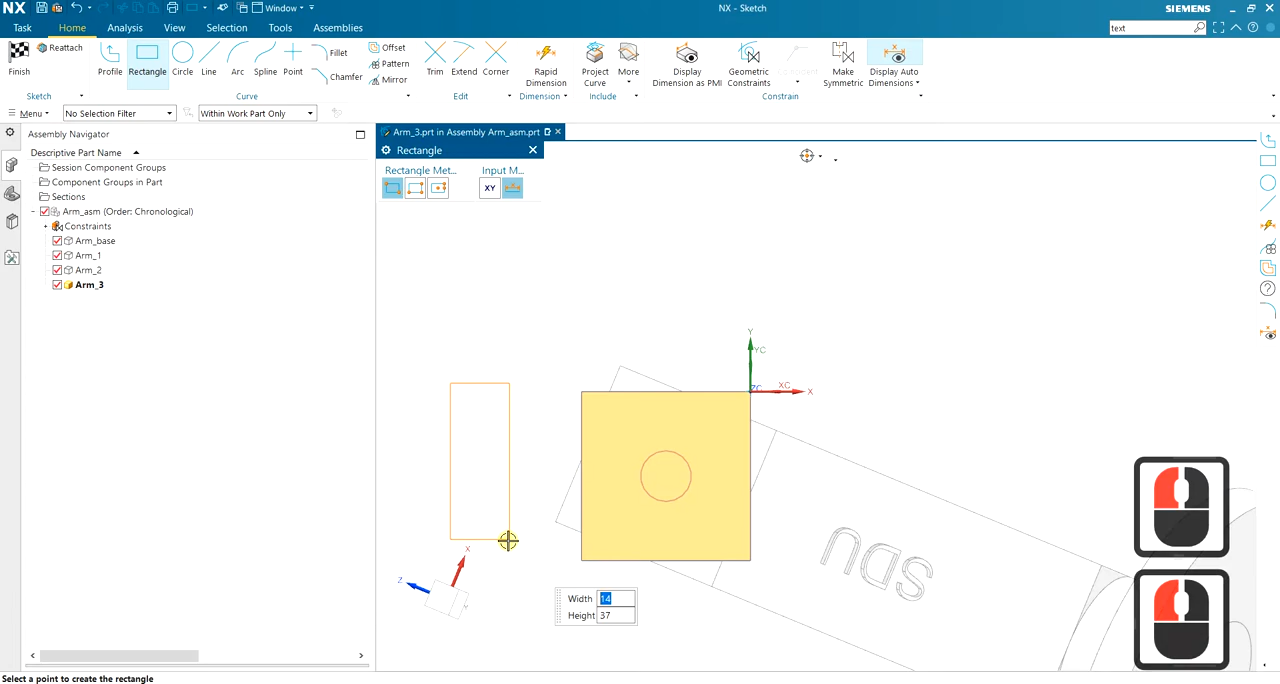 NX Window NX - Sketch SIEMENS
Task Home Analysis View Selection Tools Assemblies text
Reattach Fillet Offset
Pattern
Finish Profile Rectangle Circle Line Arc Spline Point Chamfer Mirror Trim Extend Corner Rapid Dimension Project Curve More Display Dimension as PMI Geometric Constraints Make Symmetric Display Auto Dimensions
Sketch Curve Edit Dimension Include Constrain
Menu No Selection Filter Within Work Part Only
Assembly Navigator
Arm_3.prt in Assembly Arm_asm.prt
Rectangle
Descriptive Part Name
Session Component Groups
Component Groups in Part
Sections
Arm_asm (Order: Chronological)
Constraints
Arm_base
Arm_1
Arm_2
Arm_3
Rectangle Met... Input M...
XY
Y
YC
ZC XC X
X
Z
Y
SDU
Width 14
Height 37
Select a point to create the rectangle